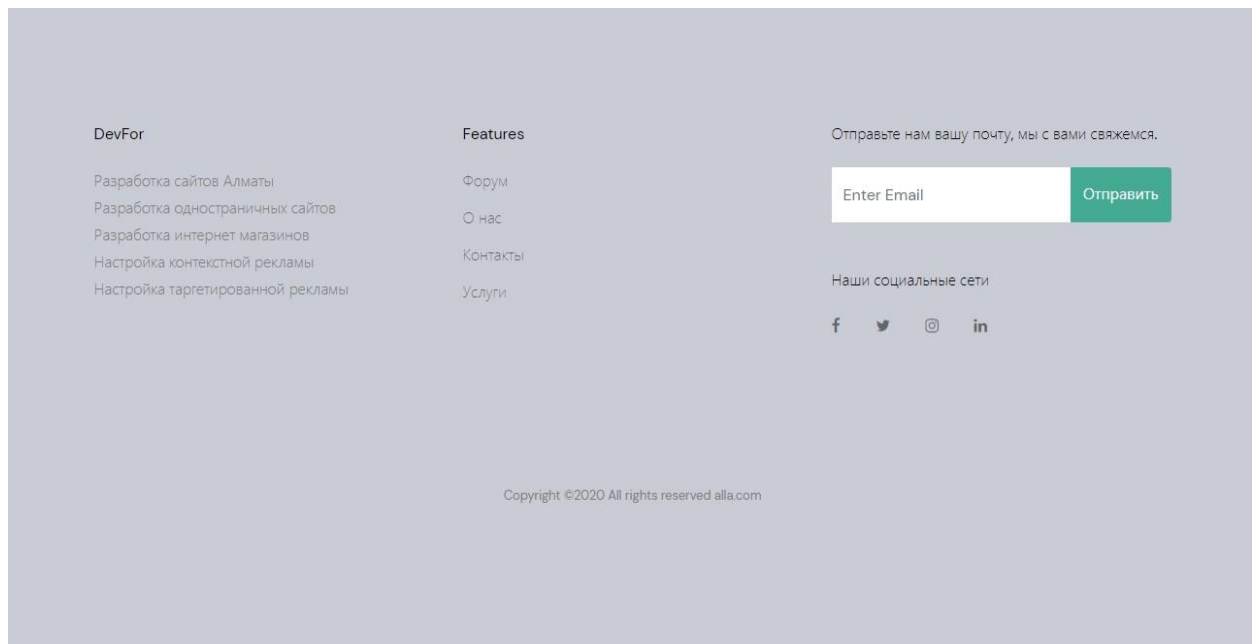 DevFor
Разработка сайтов Алматы
Разработка одностраничных сайтов
Разработка интернет магазинов
Настройка контекстной рекламы
Настройка таргетированной рекламы
Features
Форум
О нас
Контакты
Услуги
Отправьте нам вашу почту, мы с вами свяжемся.
Enter Email
Отправить
Наши социальные сети
Copyright ©2020 All rights reserved alla.com